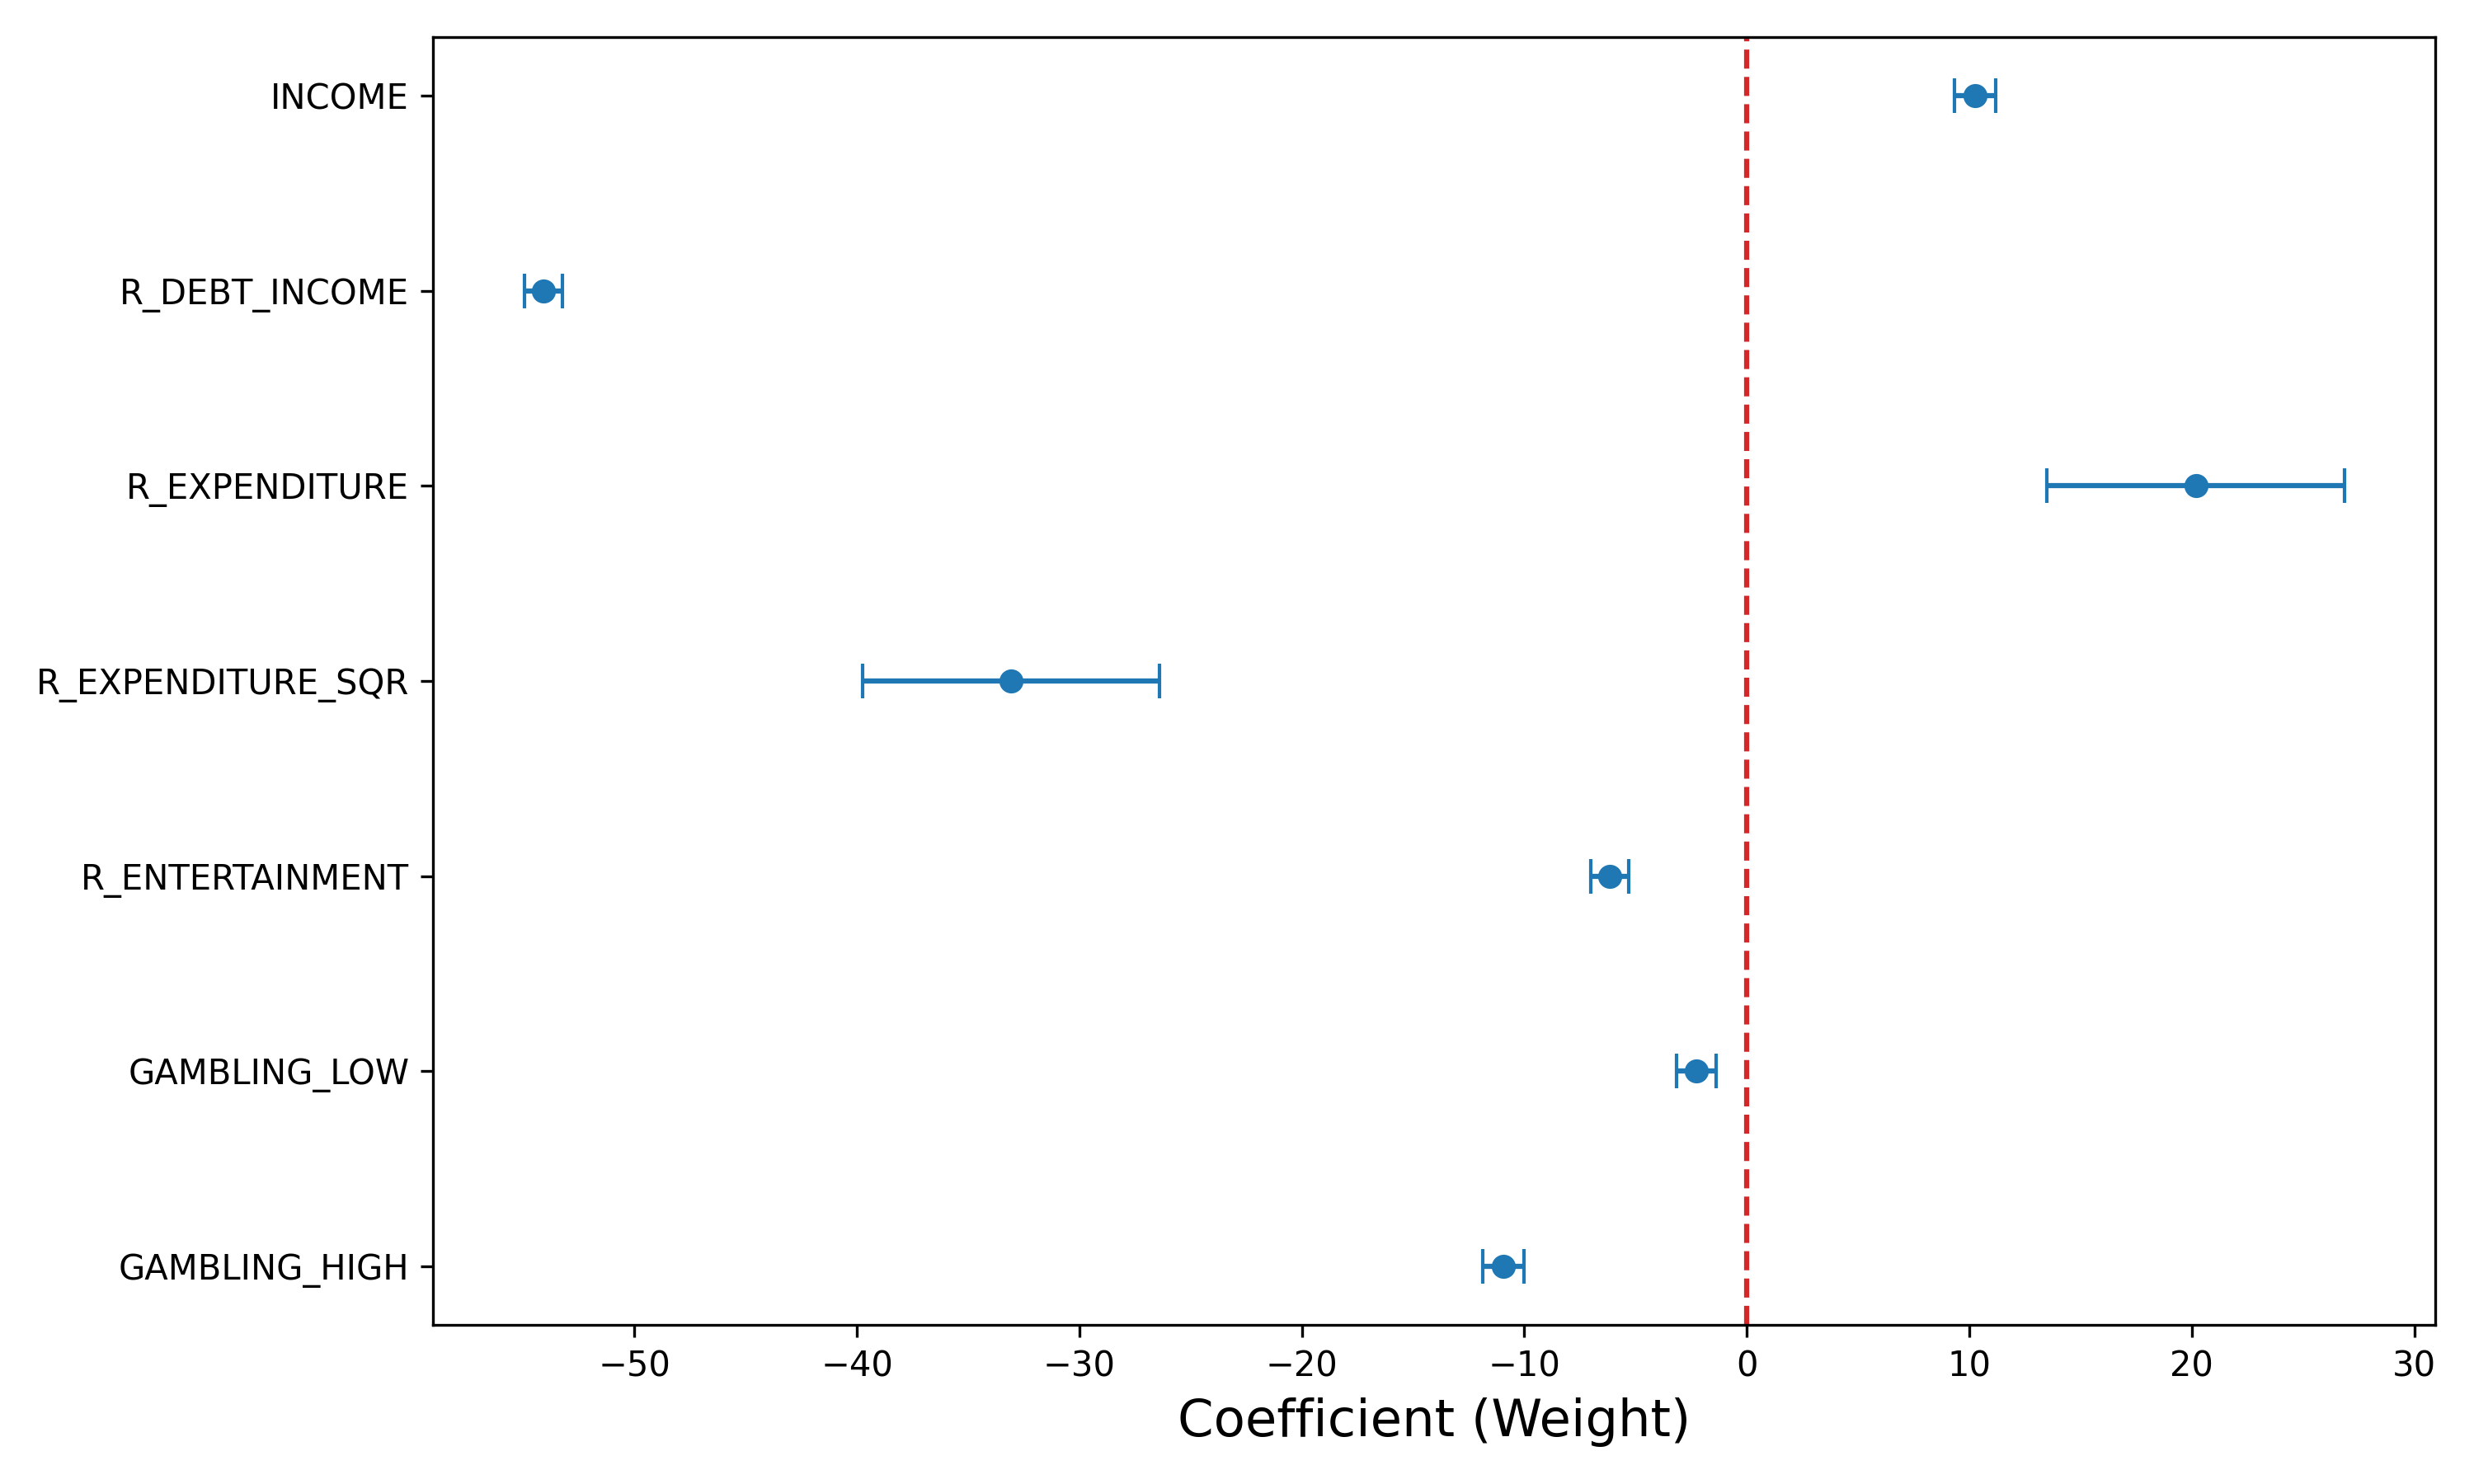 INCOME
R_DEBT_INCOME
R_EXPENDITURE
R_EXPENDITURE_SQR
R_ENTERTAINMENT
GAMBLING_LOW
GAMBLING_HIGH
−50 −40 −30 −20 −10 0 10 20 30
Coefficient (Weight)